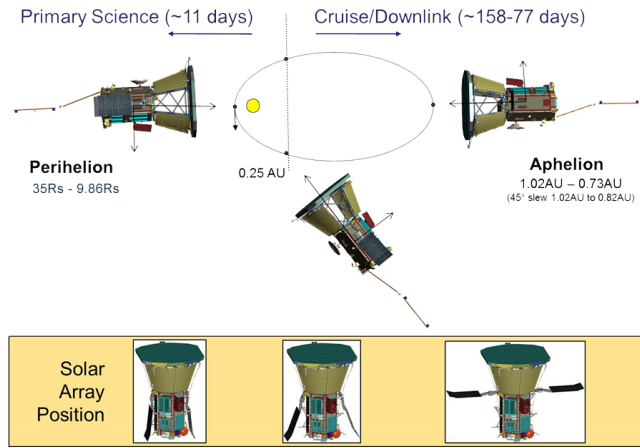 Primary Science (~11 days)
Cruise/Downlink (~158-77 days)
Perihelion
35Rs - 9.86Rs
0.25 AU
Aphelion
1.02AU – 0.73AU
(45° slew 1.02AU to 0.82AU)
Solar
Array
Position